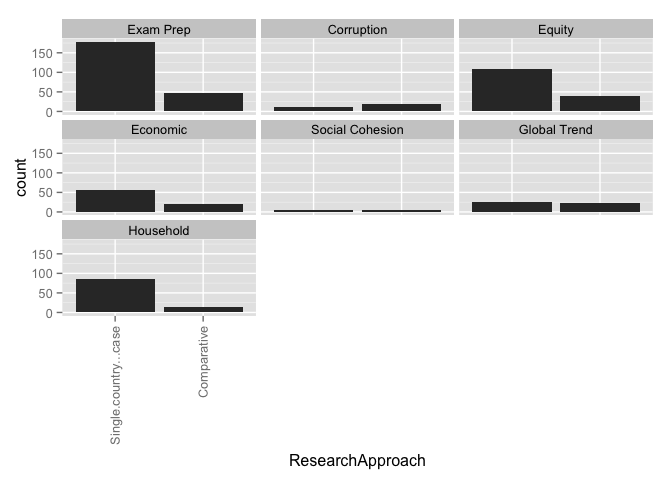 Exam Prep Corruption Equity
150
100
50
0
Economic Social Cohesion Global Trend
150
100
50
0
Household
150
100
50
0
count
Single.country...case
Comparative
ResearchApproach